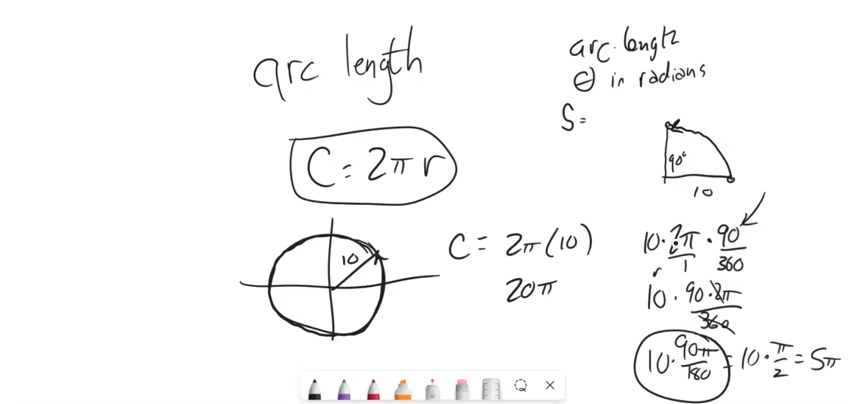 arc length
C = 2πr
10
C = 2π(10)
20π
arc length
θ in radians
S =
90°
10
10 · 2π/1 · 90/360
r
10 · 90·2π/360
10 · 90π/180 = 10 · π/2 = 5π